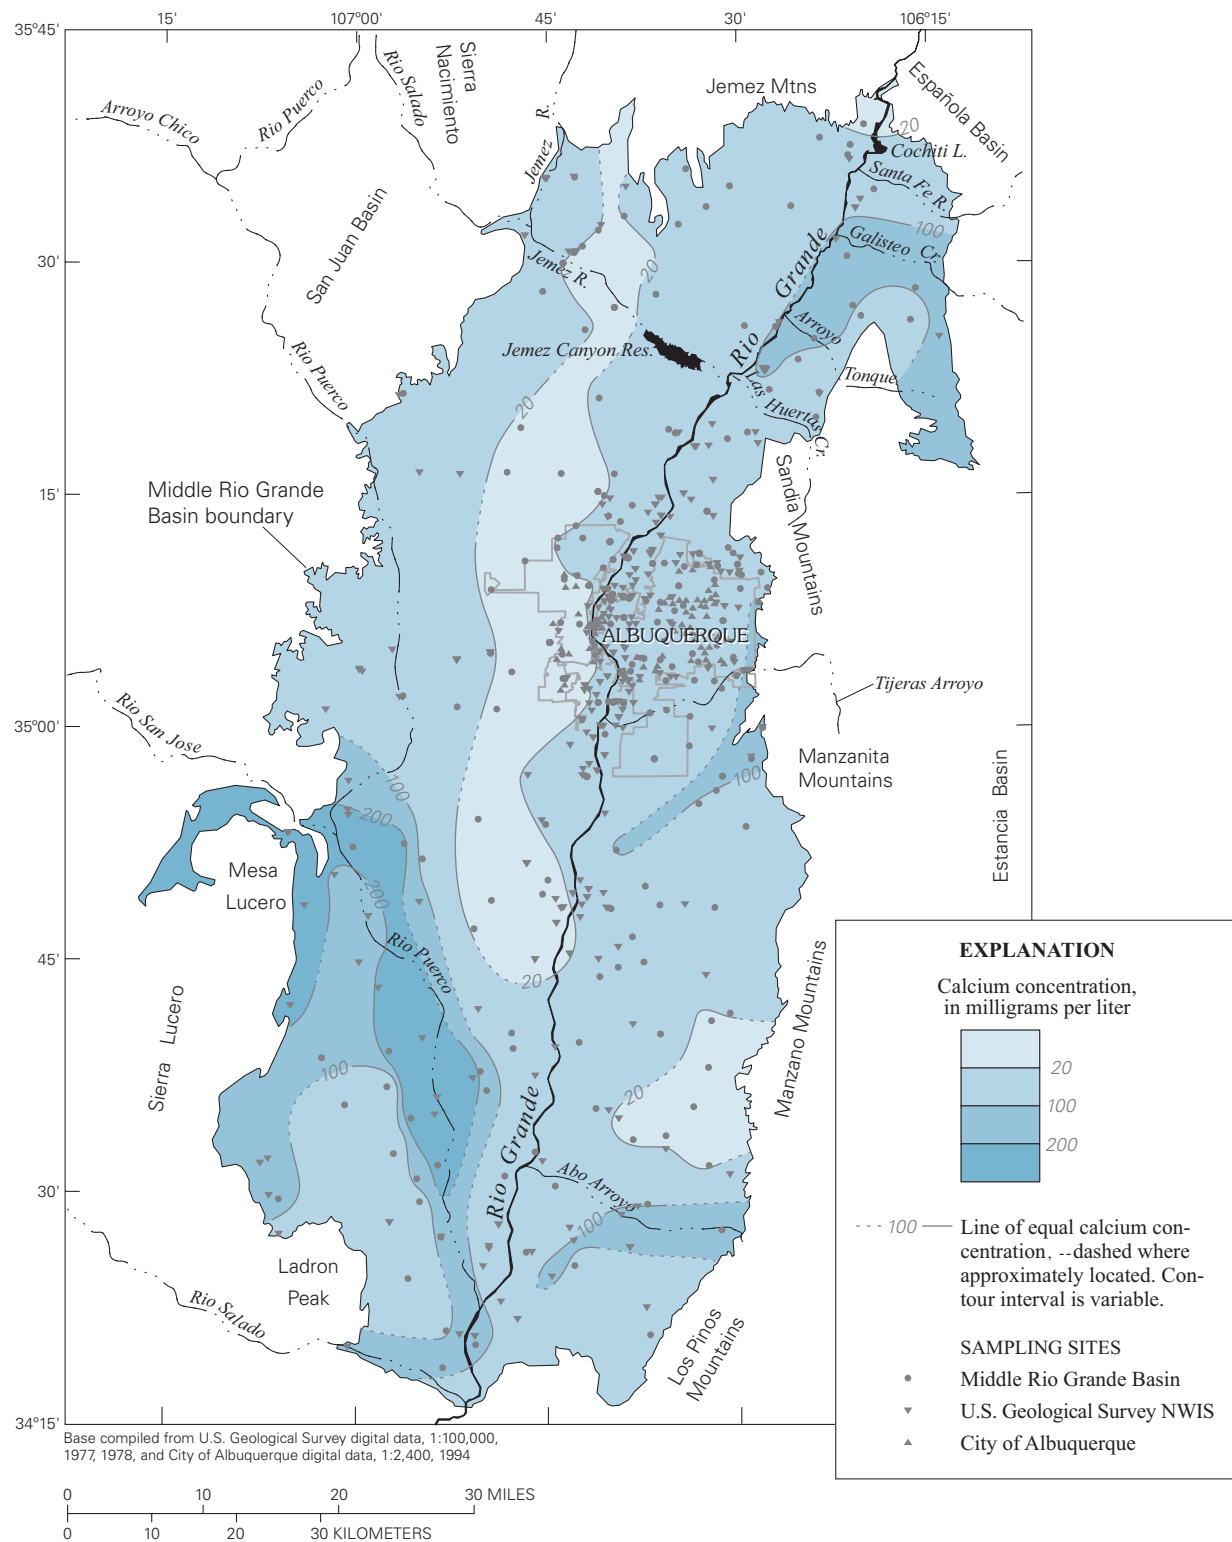 15'
107°00'
45'
30'
106°15'
35°45'
Sierra
Nacimiento
Rio Salado
Jemez R.
Jemez Mtns
Española Basin
Rio Puerco
Arroyo Chico
20
Cochiti L.
Santa Fe R.
San Juan Basin
100
Galisteo Cr.
Rio Grande
30'
Jemez R.
20
Arroyo
Tonque
Jemez Canyon Res.
Las Huertas Cr.
Rio Puerco
20
Sandia Mountains
15'
Middle Rio Grande
Basin boundary
ALBUQUERQUE
Tijeras Arroyo
Rio San Jose
35°00'
Manzanita
Mountains
100
100
200
Estancia Basin
Mesa
Lucero
200
Rio Puerco
45'
20
Manzano Mountains
Sierra Lucero
100
20
Rio Grande
Abo Arroyo
30'
100
Ladron
Peak
Rio Salado
Los Pinos
Mountains
34°15'
EXPLANATION
Calcium concentration,
in milligrams per liter
20
100
200
100
Line of equal calcium con-
centration, --dashed where
approximately located. Con-
tour interval is variable.
SAMPLING SITES
Middle Rio Grande Basin
U.S. Geological Survey NWIS
City of Albuquerque
Base compiled from U.S. Geological Survey digital data, 1:100,000,
1977, 1978, and City of Albuquerque digital data, 1:2,400, 1994
0 10 20 30 MILES
0 10 20 30 KILOMETERS